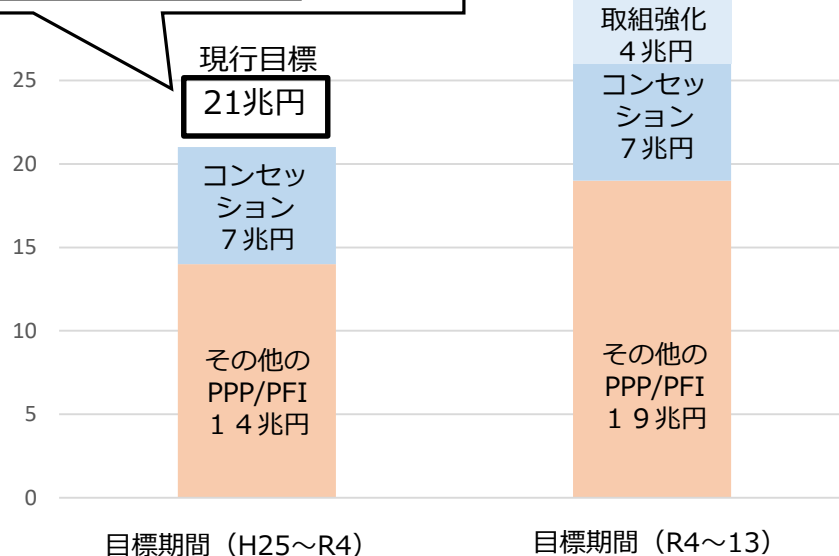 現行目標
21兆円
コンセッ
ション
７兆円
その他の
PPP/PFI
１４兆円
取組強化
４兆円
コンセッ
ション
７兆円
その他の
PPP/PFI
１９兆円
25
20
15
10
5
0
目標期間（H25～R4）
目標期間（R4～13）